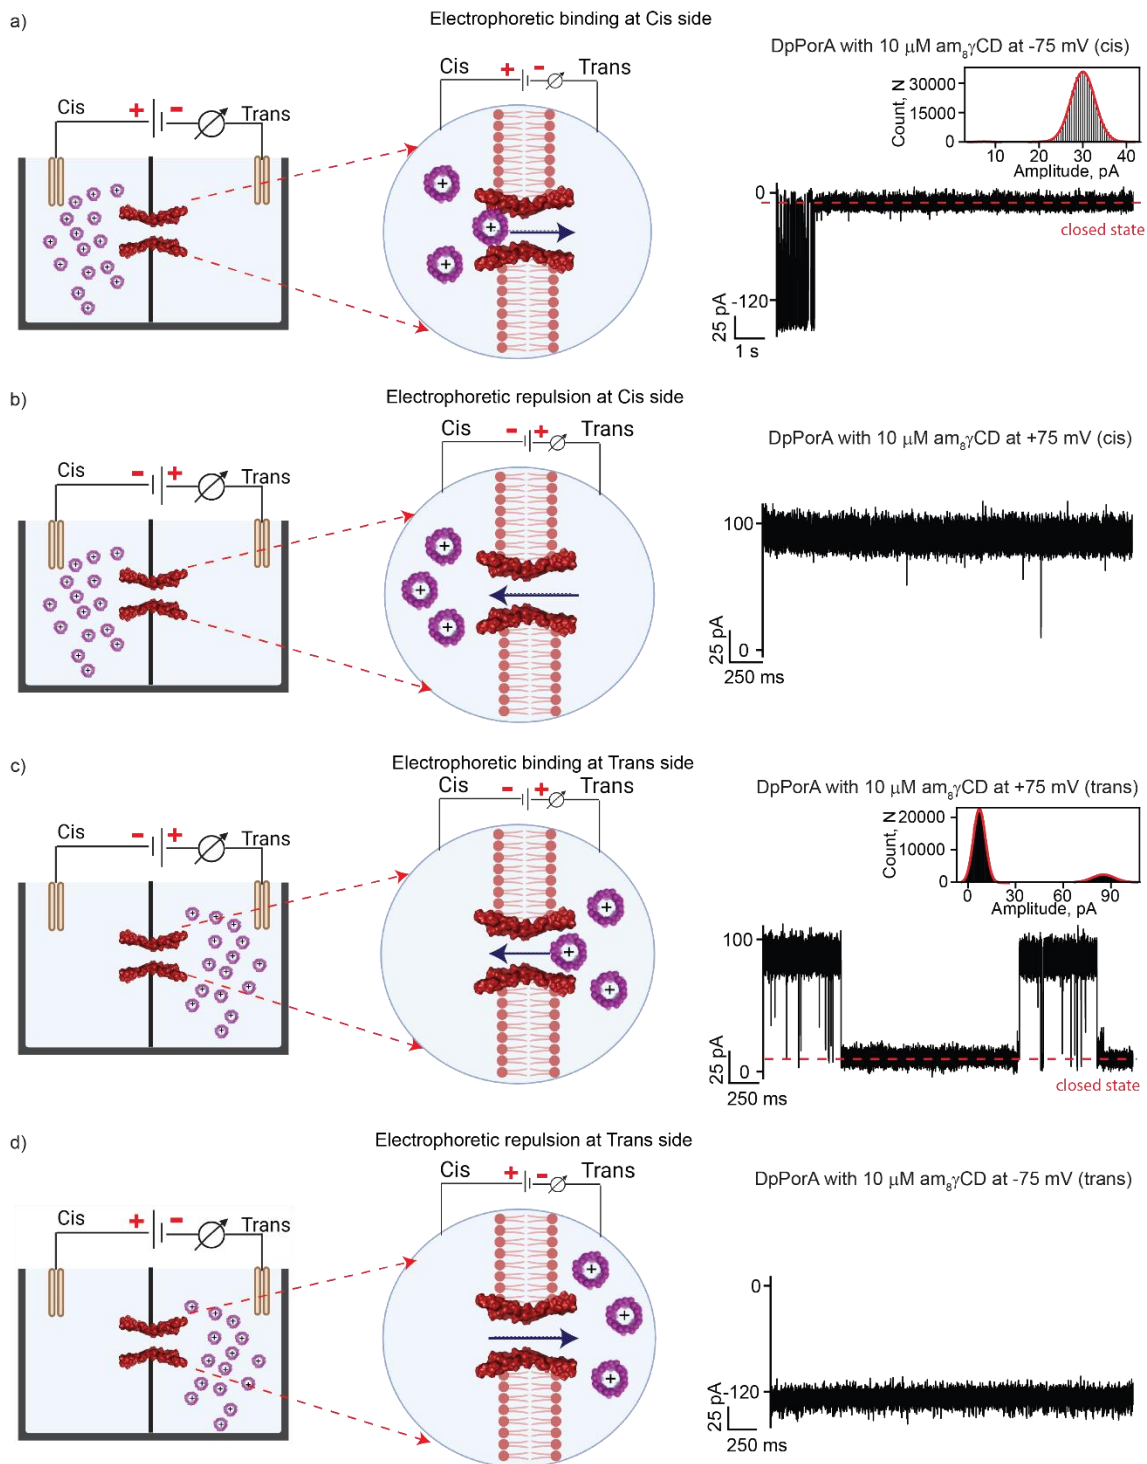 a)
Electrophoretic binding at Cis side
Cis
+
-
Trans
Cis
+
-
Trans
+
DpPorA with 10 μM am₈γCD at -75 mV (cis)
Count, N
30000
15000
0
10
20
30
40
Amplitude, pA
0
-120
closed state
25 pA
1 s
b)
Electrophoretic repulsion at Cis side
Cis
-
+
Trans
Cis
-
+
Trans
+
DpPorA with 10 μM am₈γCD at +75 mV (cis)
100
0
25 pA
250 ms
c)
Electrophoretic binding at Trans side
Cis
-
+
Trans
Cis
-
+
Trans
+
DpPorA with 10 μM am₈γCD at +75 mV (trans)
Count, N
20000
10000
0
0
30
60
90
Amplitude, pA
100
0
closed state
25 pA
250 ms
d)
Electrophoretic repulsion at Trans side
Cis
+
-
Trans
Cis
+
-
Trans
+
DpPorA with 10 μM am₈γCD at -75 mV (trans)
0
-120
25 pA
250 ms